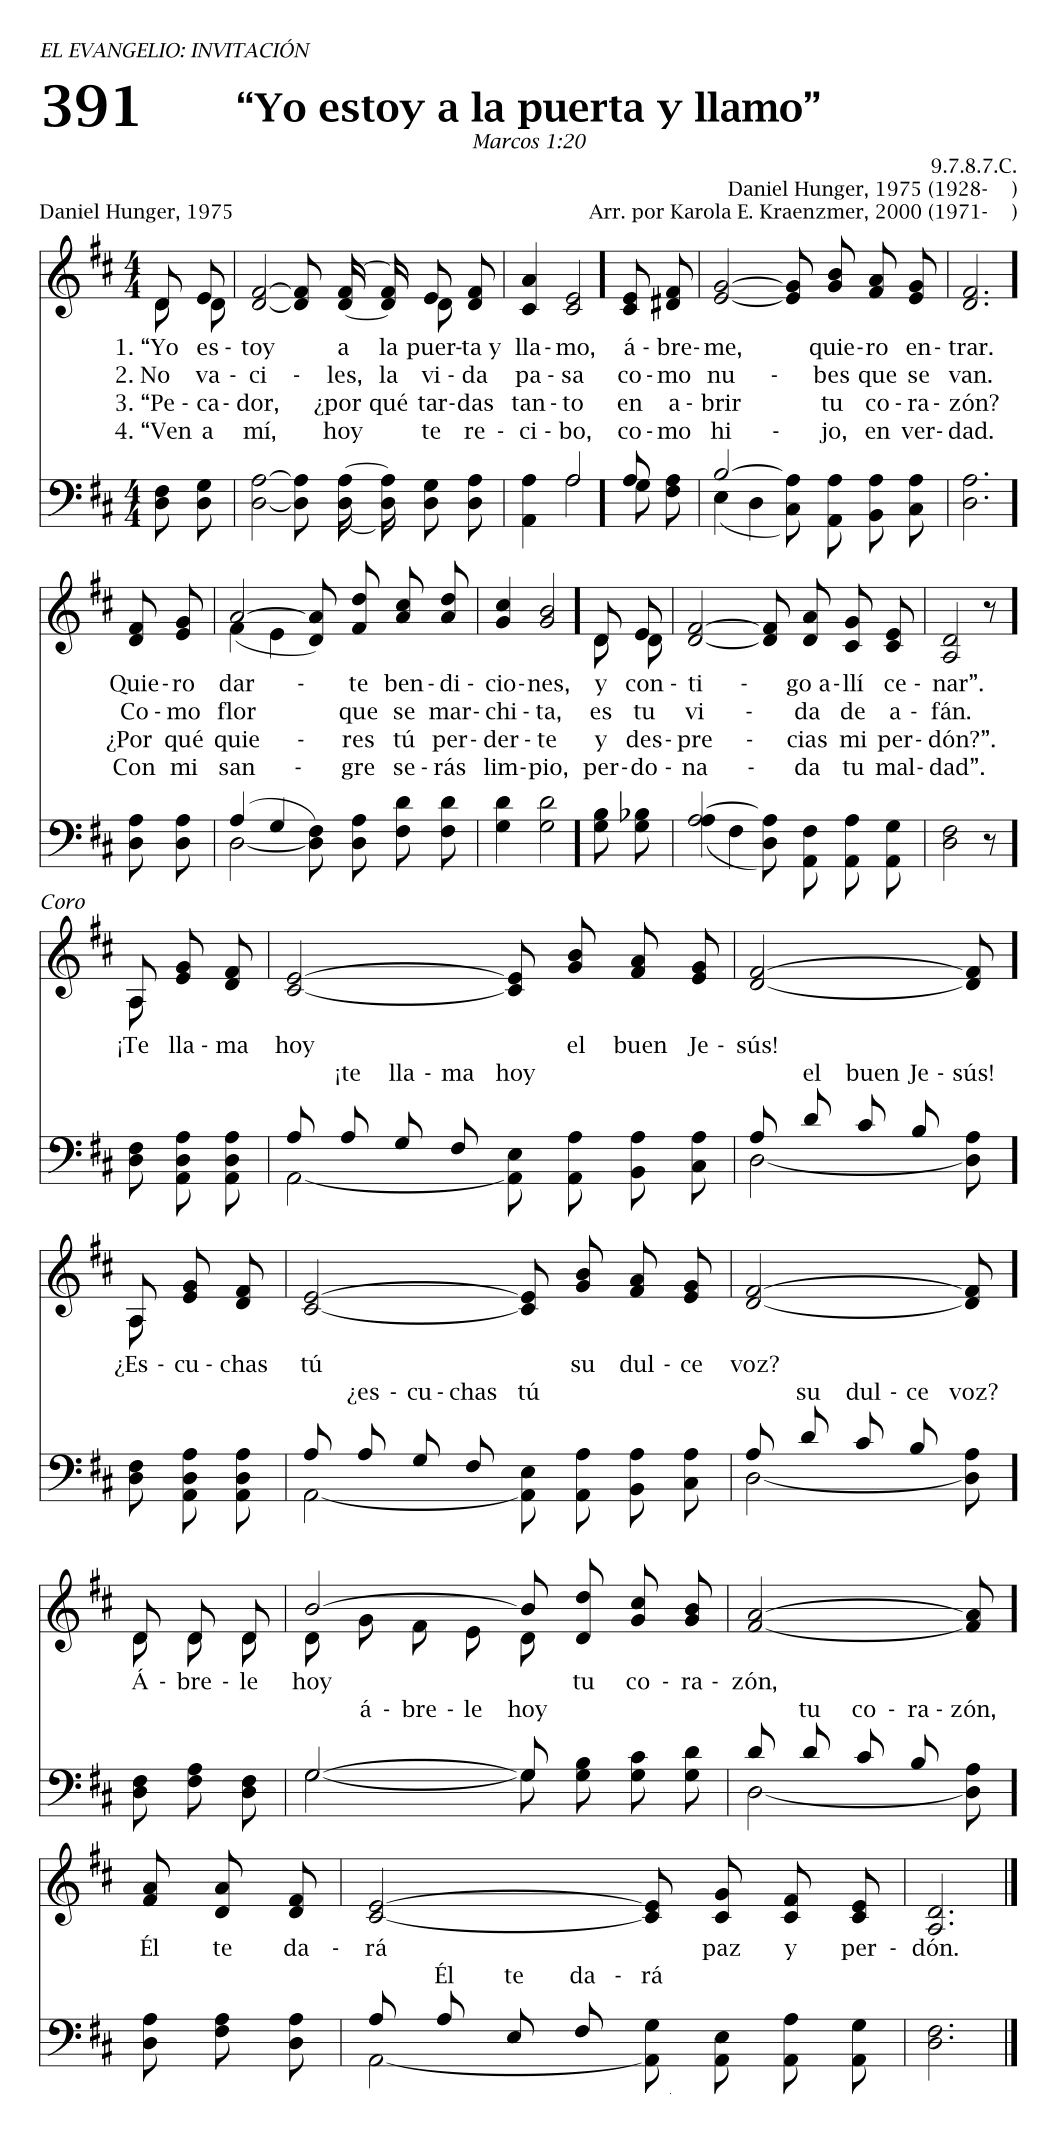 EL EVANGELIO: INVITACIÓN
391 “Yo estoy a la puerta y llamo”
Marcos 1:20
9.7.8.7.C.
Daniel Hunger, 1975 (1928- )
Daniel Hunger, 1975 Arr. por Karola E. Kraenzmer, 2000 (1971- )
1. “Yo es - toy a la puer-ta y lla - mo, á - bre- me, quie-ro en- trar.
2. No va - ci - les, la vi - da pa - sa co - mo nu - bes que se van.
3. “Pe - ca- dor, ¿por qué tar-das tan - to en a - brir tu co - ra - zón?
4. “Ven a mí, hoy te re - ci - bo, co - mo hi - jo, en ver- dad.
Quie-ro dar - te ben - di - cio-nes, y con - ti - go a-llí ce - nar”.
Co - mo flor que se mar- chi - ta, es tu vi - da de a - fán.
¿Por qué quie - res tú per- der - te y des- pre - cias mi per- dón?”.
Con mi san - gre se - rás lim-pio, per-do - na - da tu mal- dad”.
Coro
¡Te lla - ma hoy el buen Je - sús!
¡te lla - ma hoy el buen Je - sús!
¿Es - cu - chas tú su dul - ce voz?
¿es - cu - chas tú su dul - ce voz?
Á - bre - le hoy tu co - ra - zón,
á - bre - le hoy tu co - ra - zón,
Él te da - rá paz y per - dón.
Él te da - rá